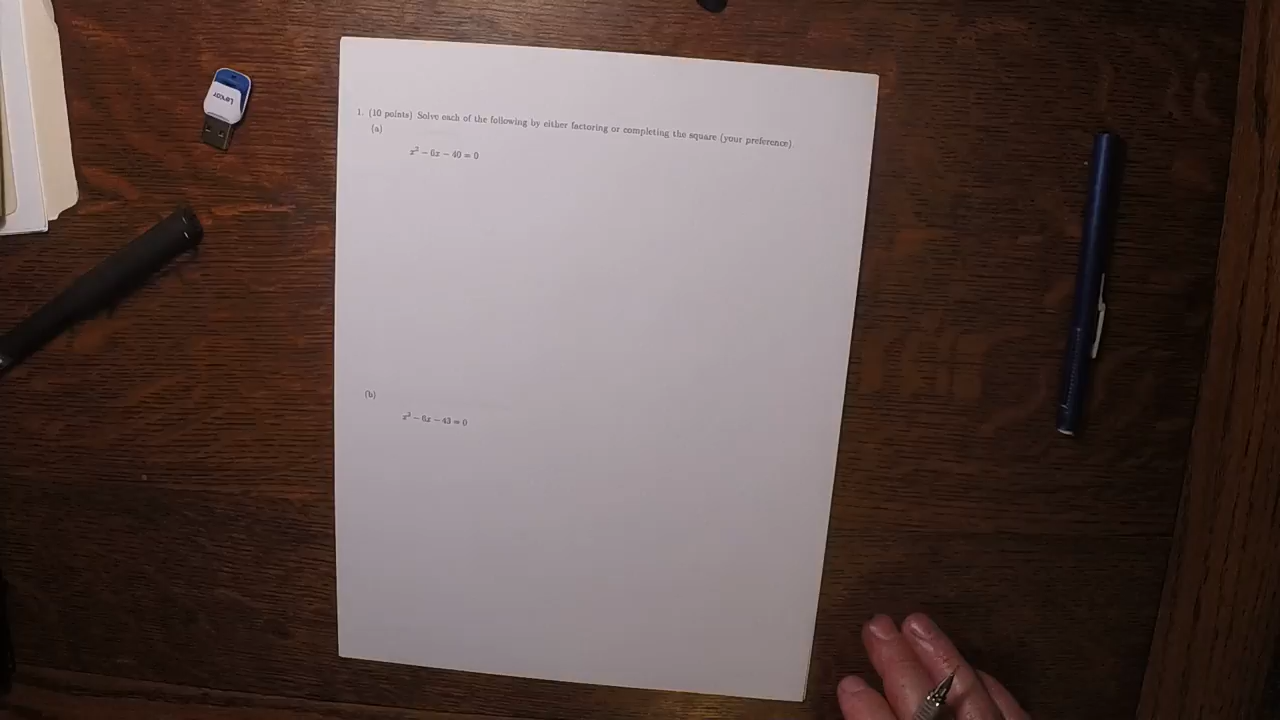 Lexar
1. (10 points) Solve each of the following by either factoring or completing the square (your preference).
(a)
x² − 6x − 40 = 0
(b)
x² − 6x − 43 = 0